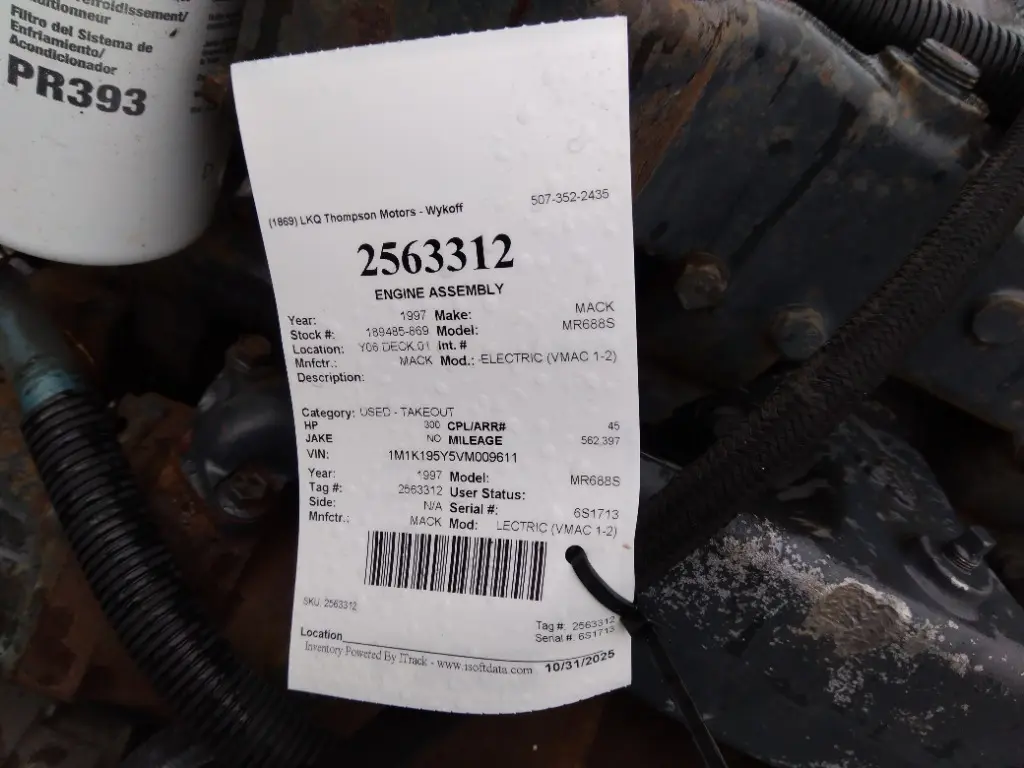 efroidissement/
ditionneur
Filtro del Sistema de
Enfriamiento/
Acondicionador
PR393
(1869) LKQ Thompson Motors - Wykoff 507-352-2435
2563312
ENGINE ASSEMBLY
Year: 1997 Make: MACK
Stock #: 189485-869 Model: MR688S
Location: Y06 DECK 01 Int. #
Mnfctr.: MACK Mod.: -ELECTRIC (VMAC 1-2)
Description:
Category: USED - TAKEOUT
HP 300 CPL/ARR# 45
JAKE NO MILEAGE 562,397
VIN: 1M1K195Y5VM009611
Year: 1997 Model: MR688S
Tag #: 2563312 User Status:
Side: N/A Serial #: 6S1713
Mnfctr.: MACK Mod: LECTRIC (VMAC 1-2)
SKU: 2563312
Tag #: 2563312
Serial #: 6S1713
Location
Inventory Powered By ITrack - www.isoftdata.com 10/31/2025